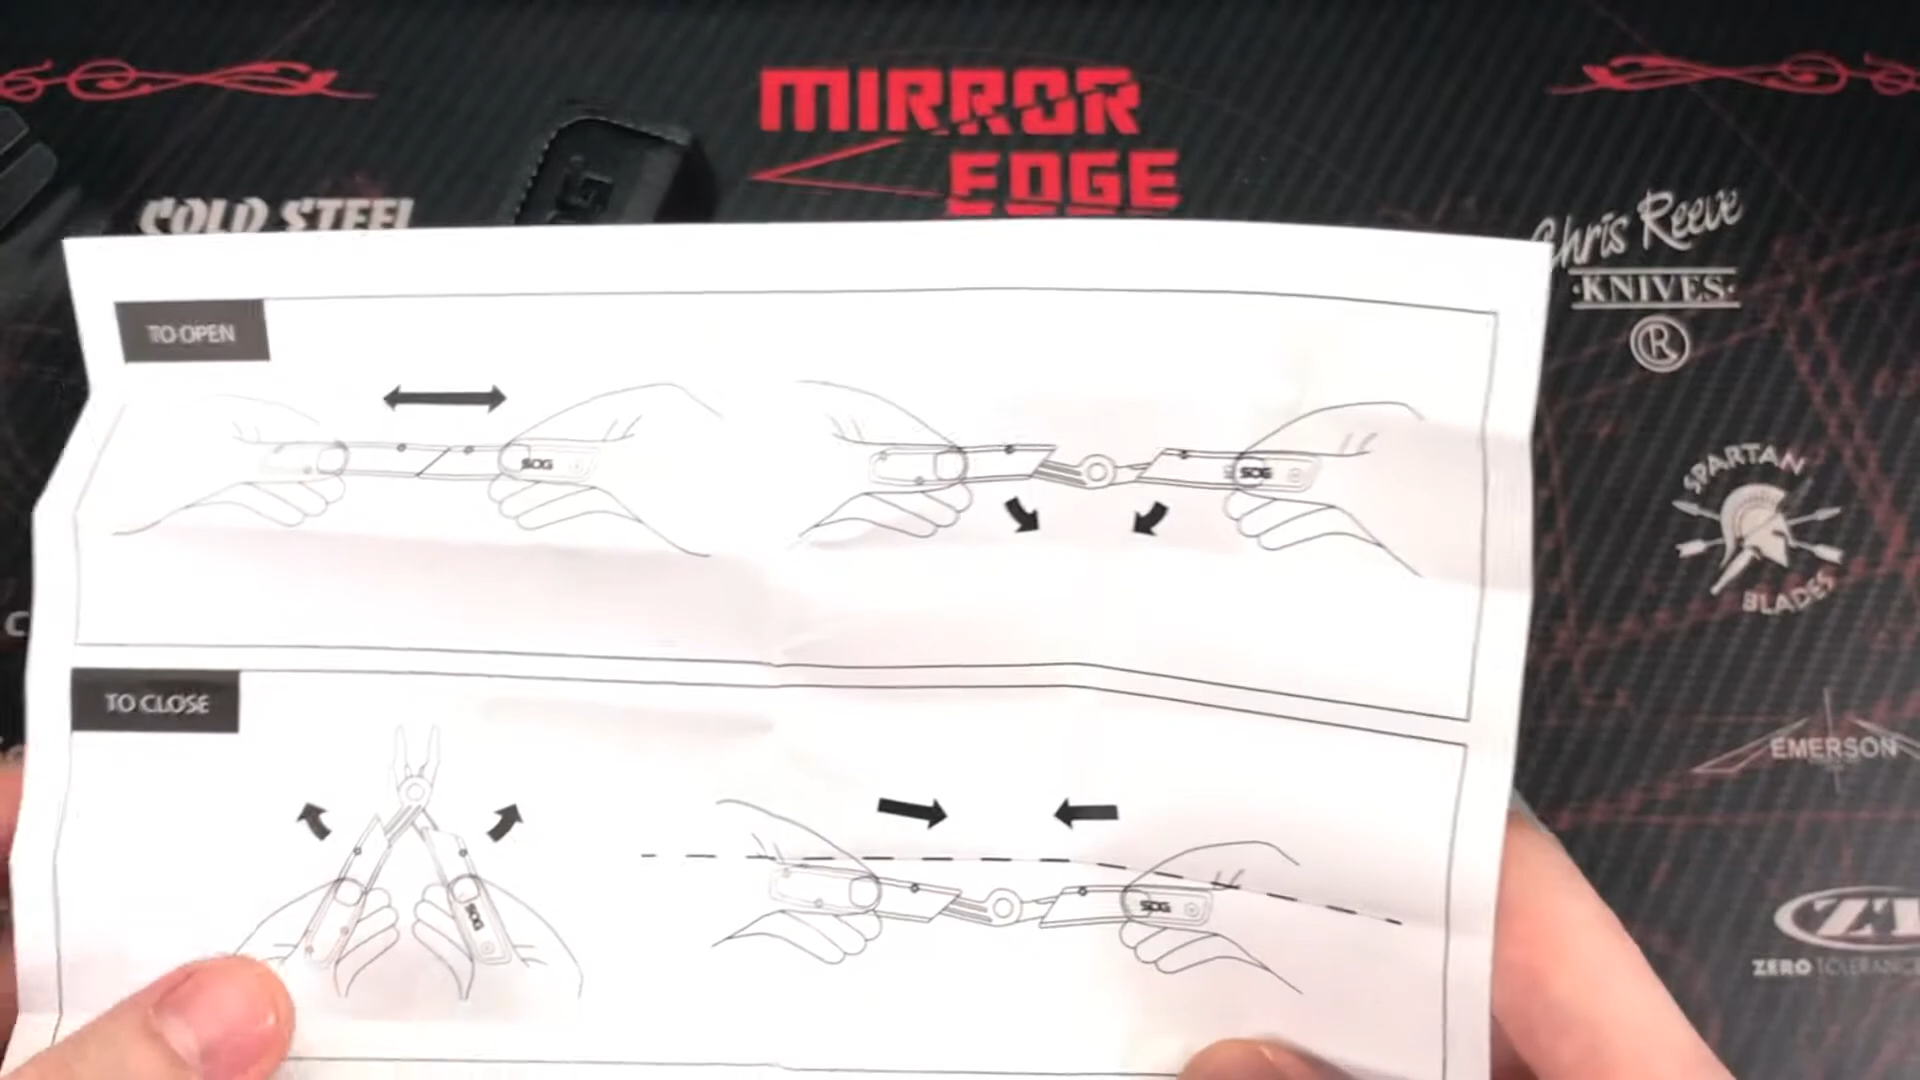 MIRROR
EDGE
COLD STEEL
Chris Reeve
KNIVES
R
TO OPEN
SOG
SOG
SPARTAN
BLADES
TO CLOSE
EMERSON
SOG
SOG
ZT
ZERO TOLERANCE